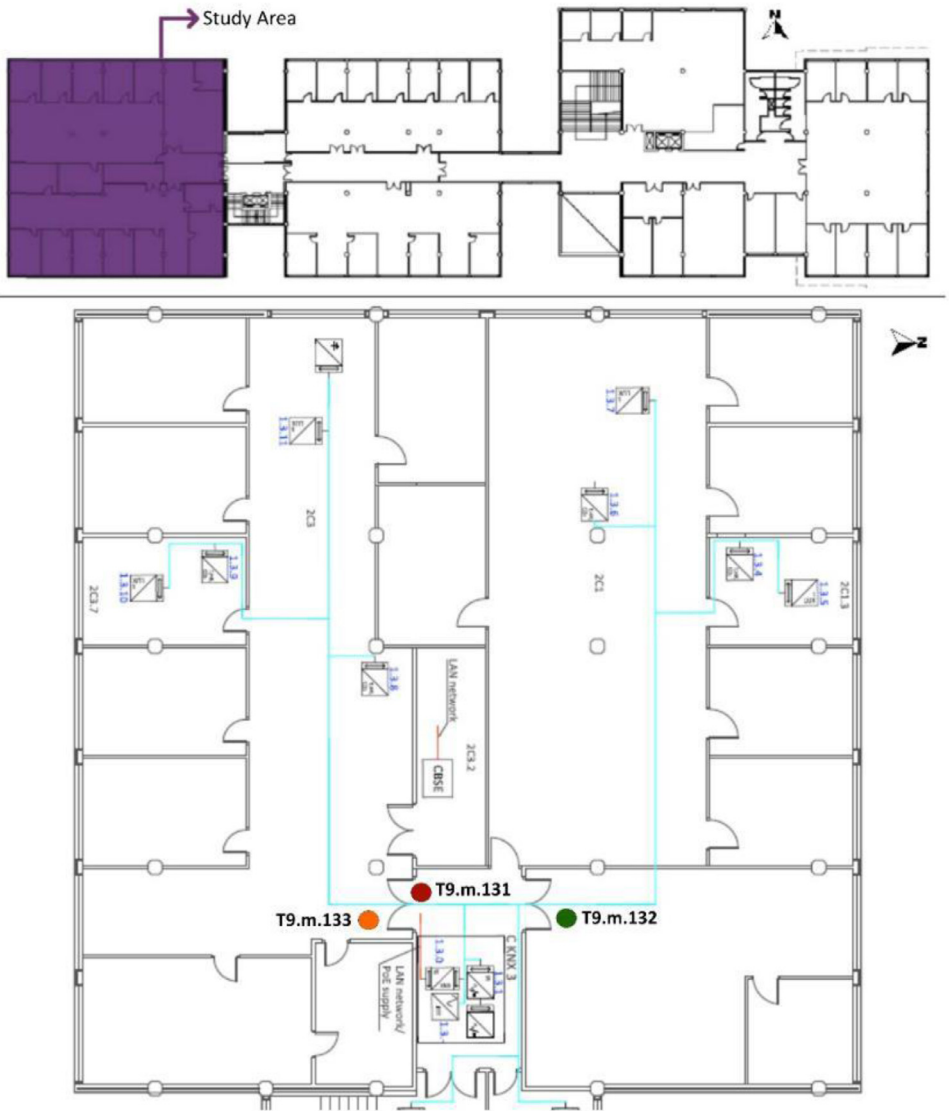 Study Area
N
N
1.3.11
1.3.7
1.3.6
2C3
2C1
1.3.9
1.3.10
2C3.7
1.3.4
1.3.5
2C1.3
1.3.8
LAN network
2C3.2
CBSE
T9.m.131
T9.m.133
T9.m.132
C KNX 3
1.3.0
1.3.1
1.3.-
LAN network/
PoE supply